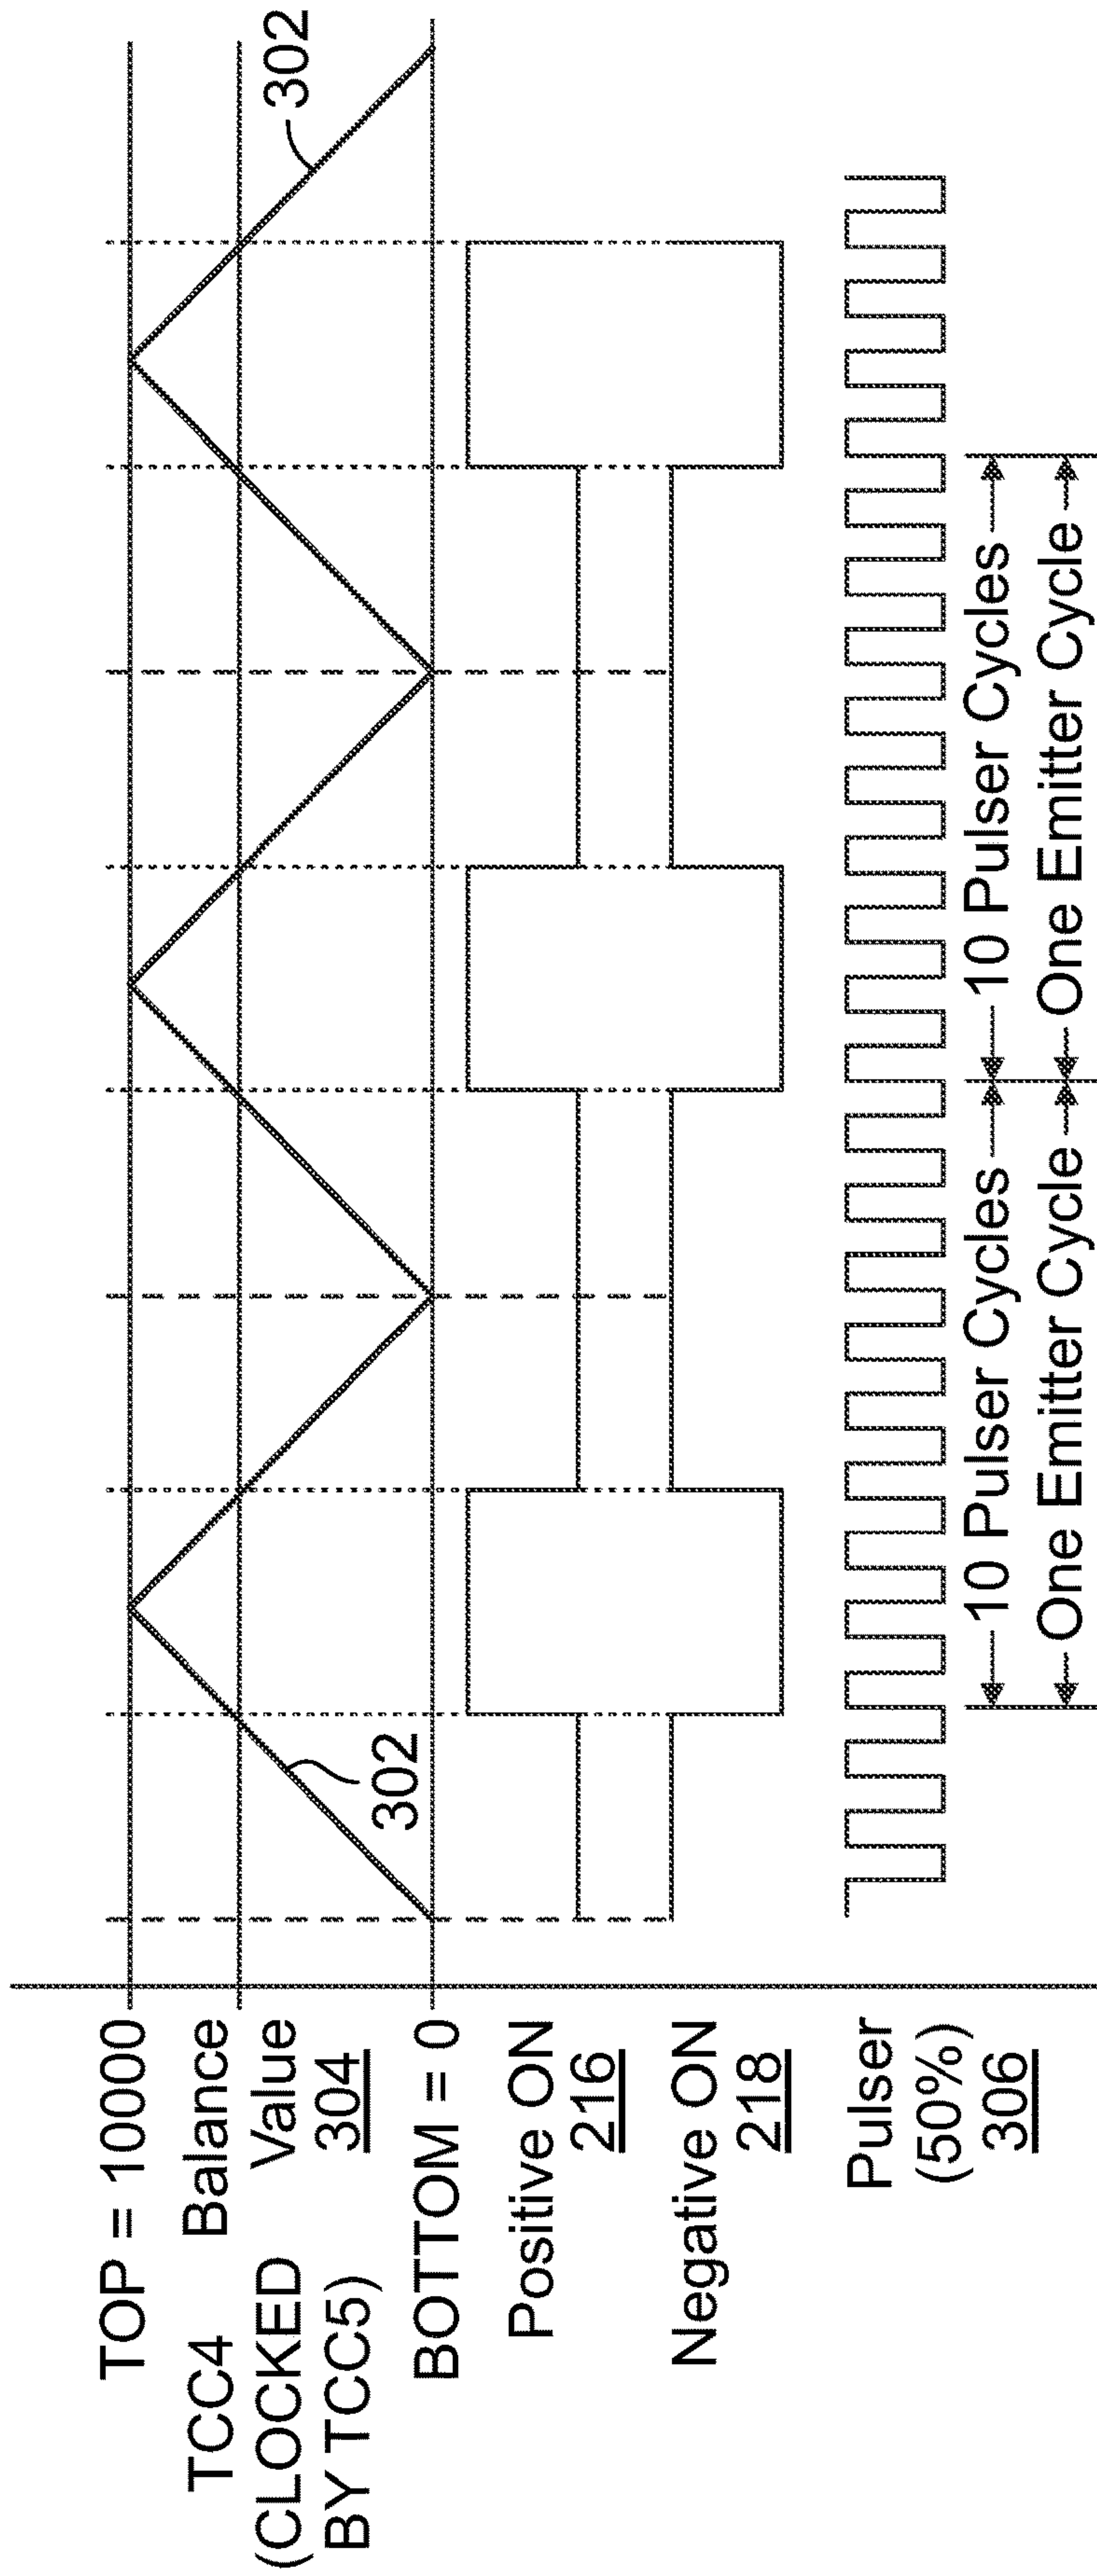 TOP = 10000
TCC4 Balance
(CLOCKED Value
BY TCC5) 304
BOTTOM = 0
Positive ON
216
Negative ON
218
Pulser
(50%)
306
302
302
10 Pulser Cycles
10 Pulser Cycles
One Emitter Cycle
One Emitter Cycle